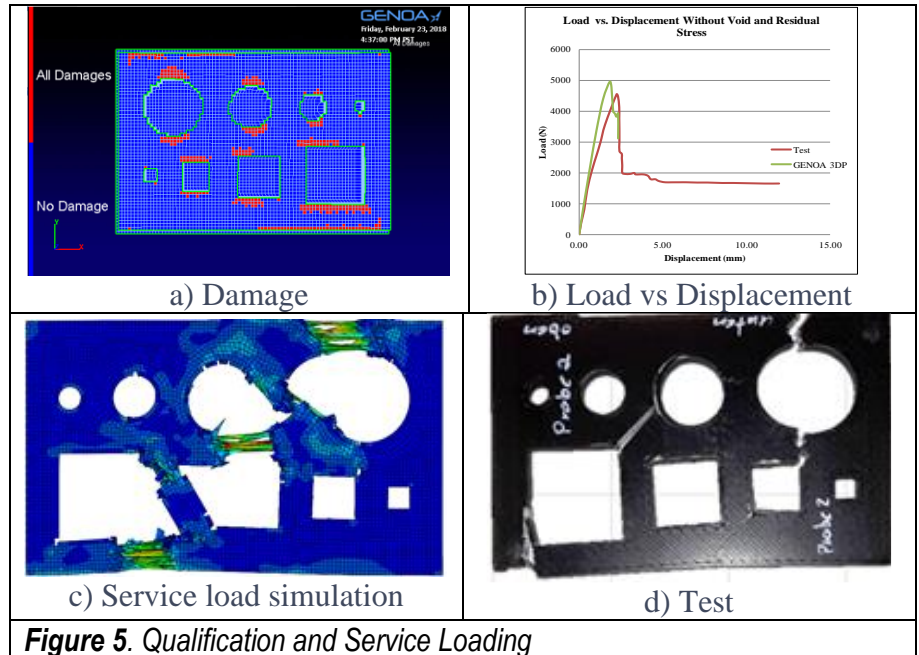 GENOA
Friday, February 23, 2018
4:37:00 PM PST
All Damages
All Damages
No Damage
Y
X
a) Damage
Load vs. Displacement Without Void and Residual
Stress
6000
5000
4000
3000
2000
1000
0
Load (N)
0.00
5.00
10.00
15.00
Displacement (mm)
Test
GENOA 3DP
b) Load vs Displacement
c) Service load simulation
oben
unten
Probe 2
Probe 2
d) Test
Figure 5. Qualification and Service Loading